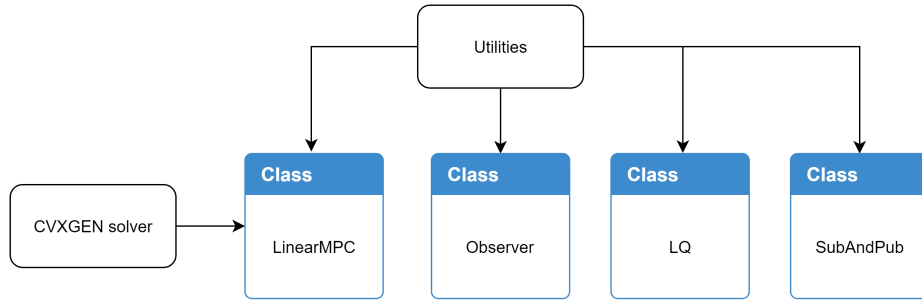 Utilities
Class
Class
Class
Class
CVXGEN solver
LinearMPC
Observer
LQ
SubAndPub